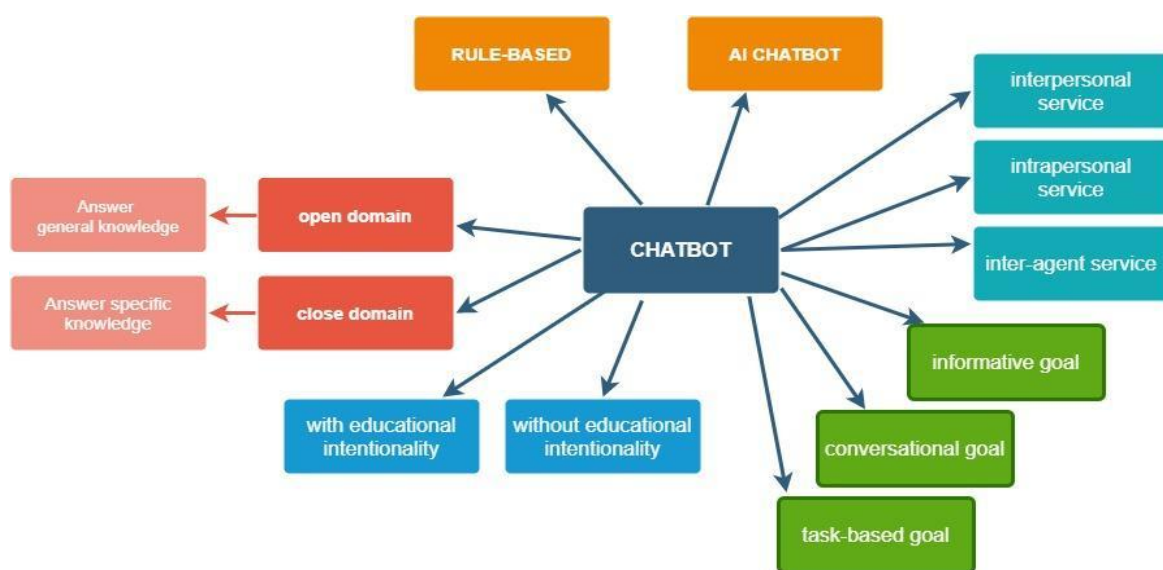 RULE-BASED
AI CHATBOT
interpersonal
service
intrapersonal
service
inter-agent service
Answer
general knowledge
open domain
CHATBOT
Answer specific
knowledge
close domain
informative goal
with educational
intentionality
without educational
intentionality
conversational goal
task-based goal